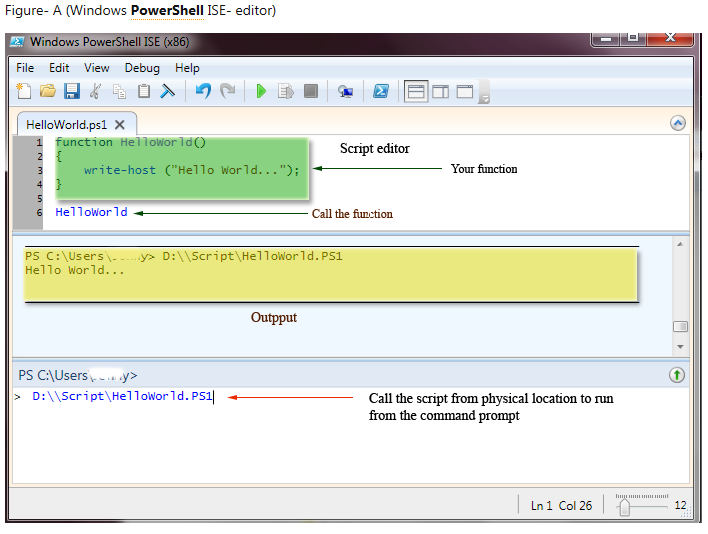 Figure- A (Windows PowerShell ISE- editor)
Windows PowerShell ISE (x86)
File Edit View Debug Help
HelloWorld.ps1
1 function HelloWorld()
2 {
3 write-host ("Hello World...");
4 }
5
6 HelloWorld
Script editor
Your function
Call the function
PS C:\Users\ y> D:\\Script\HelloWorld.PS1
Hello World...
Outpput
PS C:\Users\ y>
> D:\\Script\HelloWorld.PS1
Call the script from physical location to run
from the command prompt
Ln 1 Col 26 12